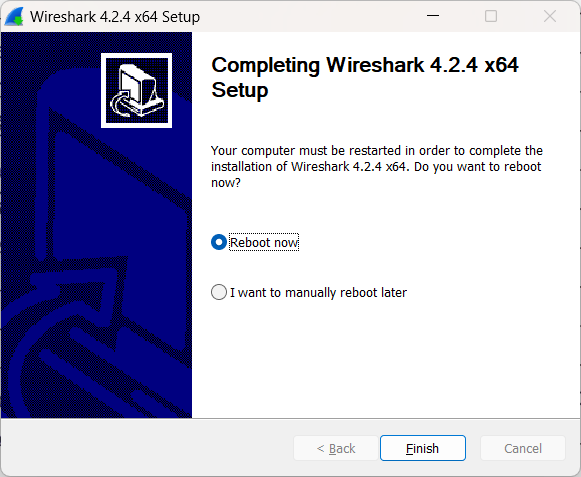 Wireshark 4.2.4 x64 Setup
Completing Wireshark 4.2.4 x64
Setup
Your computer must be restarted in order to complete the
installation of Wireshark 4.2.4 x64. Do you want to reboot
now?
Reboot now
I want to manually reboot later
< Back
Finish
Cancel